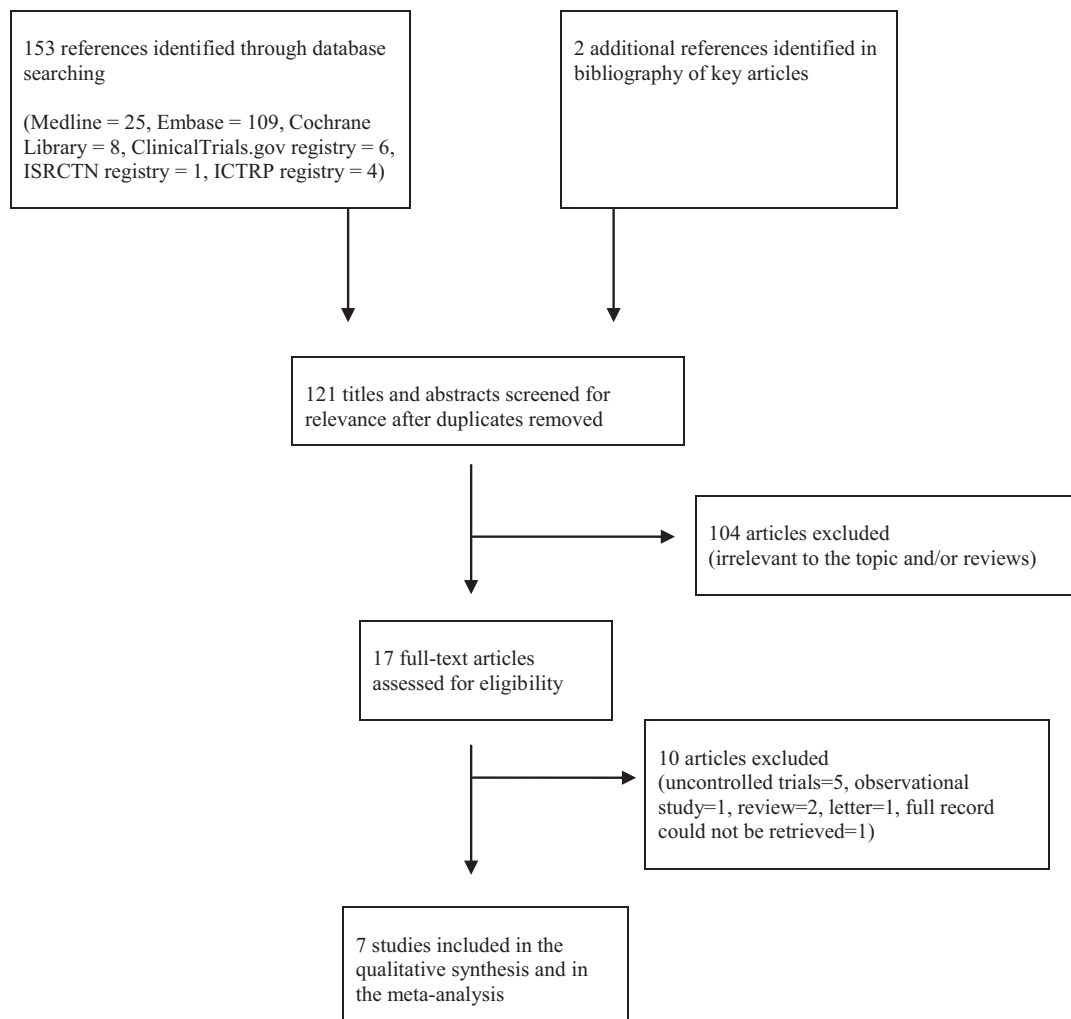 153 references identified through database
searching
(Medline = 25, Embase = 109, Cochrane
Library = 8, ClinicalTrials.gov registry = 6,
ISRCTN registry = 1, ICTRP registry = 4)
2 additional references identified in
bibliography of key articles
121 titles and abstracts screened for
relevance after duplicates removed
104 articles excluded
(irrelevant to the topic and/or reviews)
17 full-text articles
assessed for eligibility
10 articles excluded
(uncontrolled trials=5, observational
study=1, review=2, letter=1, full record
could not be retrieved=1)
7 studies included in the
qualitative synthesis and in
the meta-analysis